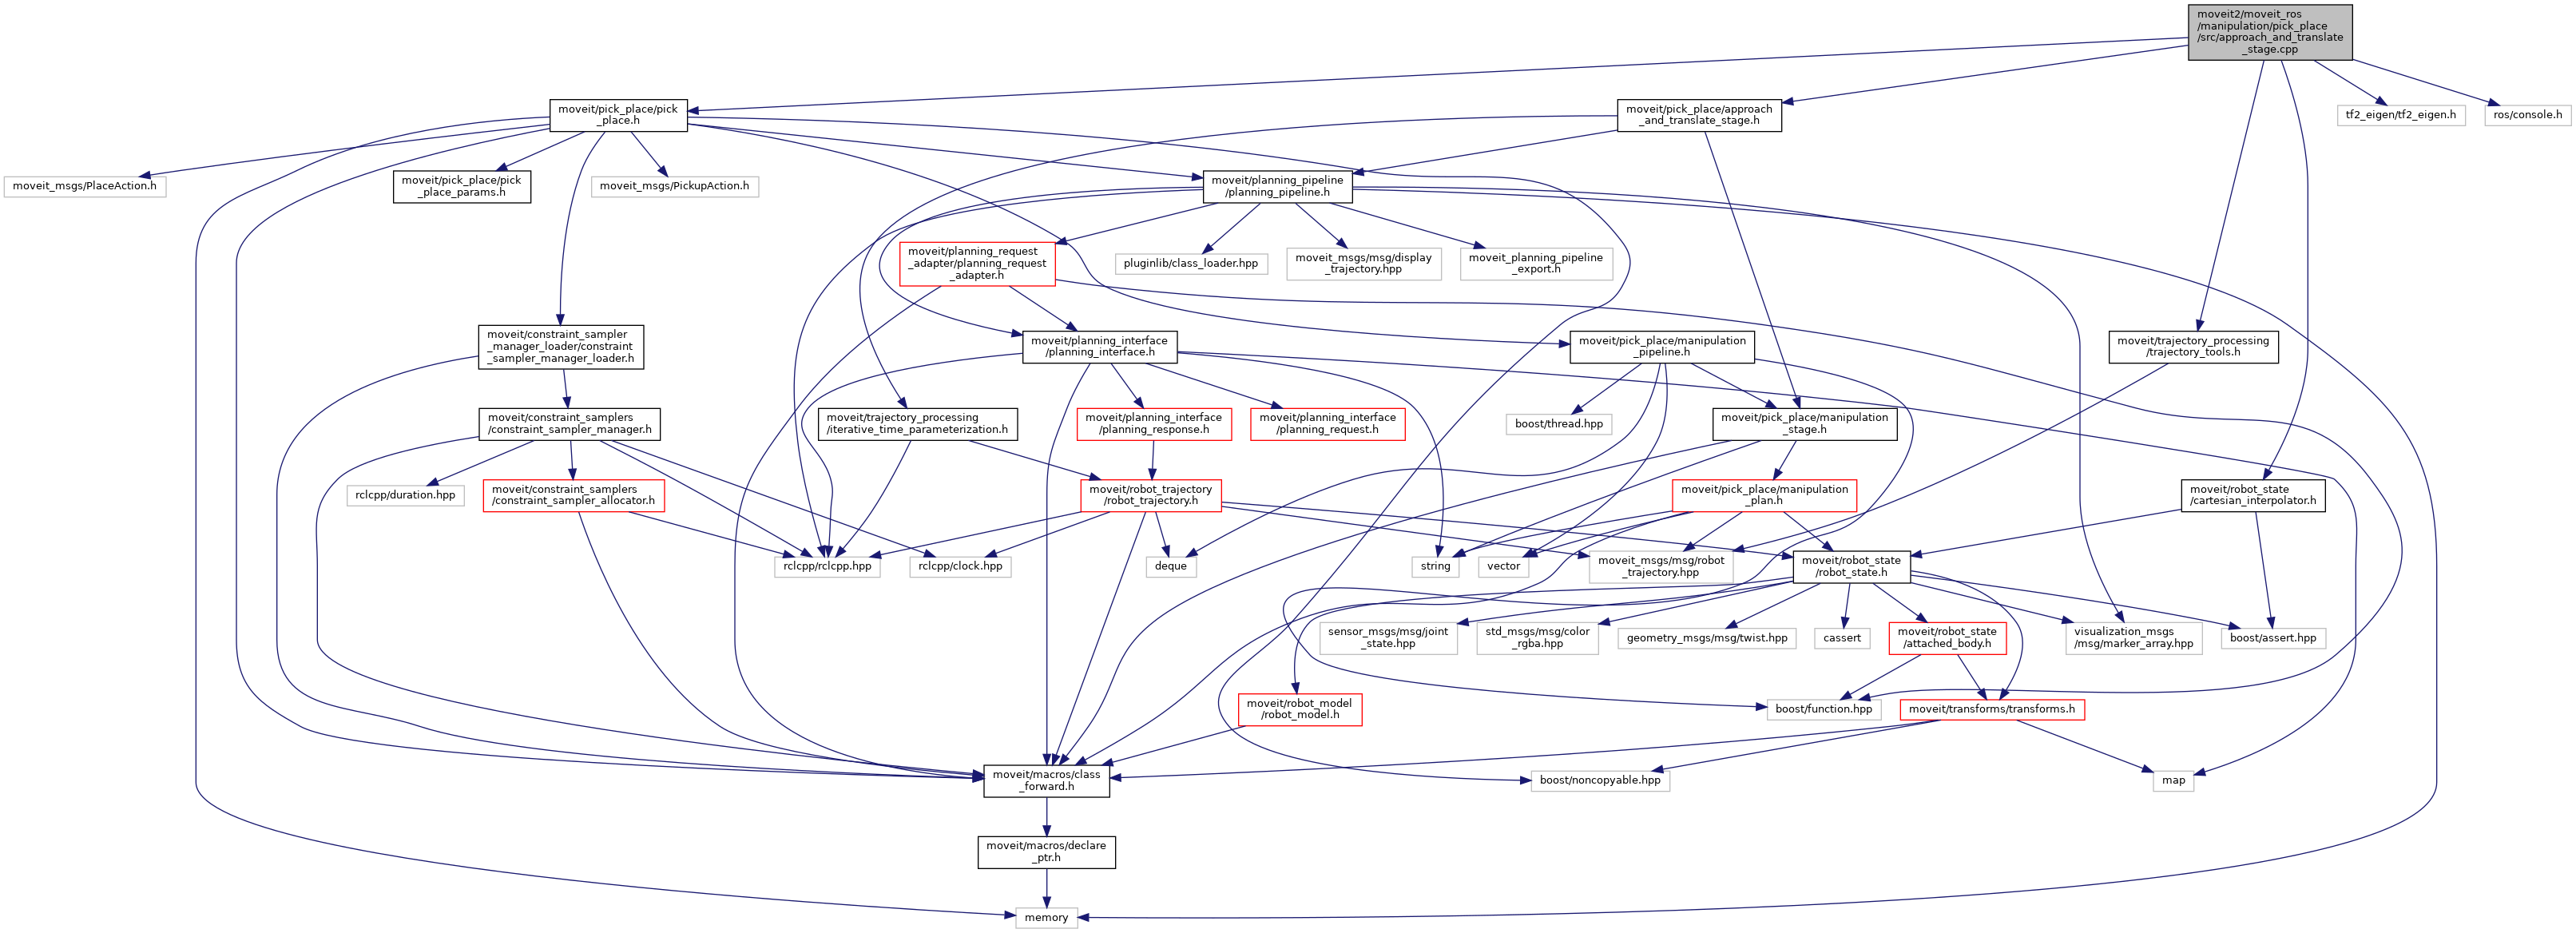 moveit2/moveit_ros
/manipulation/pick_place
/src/approach_and_translate
_stage.cpp
moveit/pick_place/pick
_place.h
moveit/pick_place/approach
_and_translate_stage.h
tf2_eigen/tf2_eigen.h
ros/console.h
moveit_msgs/PlaceAction.h
moveit/pick_place/pick
_place_params.h
moveit_msgs/PickupAction.h
moveit/planning_pipeline
/planning_pipeline.h
moveit/planning_request
_adapter/planning_request
_adapter.h
pluginlib/class_loader.hpp
moveit_msgs/msg/display
_trajectory.hpp
moveit_planning_pipeline
_export.h
moveit/constraint_sampler
_manager_loader/constraint
_sampler_manager_loader.h
moveit/planning_interface
/planning_interface.h
moveit/pick_place/manipulation
_pipeline.h
moveit/trajectory_processing
/trajectory_tools.h
moveit/constraint_samplers
/constraint_sampler_manager.h
moveit/trajectory_processing
/iterative_time_parameterization.h
moveit/planning_interface
/planning_response.h
moveit/planning_interface
/planning_request.h
boost/thread.hpp
moveit/pick_place/manipulation
_stage.h
rclcpp/duration.hpp
moveit/constraint_samplers
/constraint_sampler_allocator.h
moveit/robot_trajectory
/robot_trajectory.h
moveit/pick_place/manipulation
_plan.h
moveit/robot_state
/cartesian_interpolator.h
rclcpp/rclcpp.hpp
rclcpp/clock.hpp
deque
string
vector
moveit_msgs/msg/robot
_trajectory.hpp
moveit/robot_state
/robot_state.h
sensor_msgs/msg/joint
_state.hpp
std_msgs/msg/color
_rgba.hpp
geometry_msgs/msg/twist.hpp
cassert
moveit/robot_state
/attached_body.h
visualization_msgs
/msg/marker_array.hpp
boost/assert.hpp
moveit/robot_model
/robot_model.h
boost/function.hpp
moveit/transforms/transforms.h
moveit/macros/class
_forward.h
boost/noncopyable.hpp
map
moveit/macros/declare
_ptr.h
memory